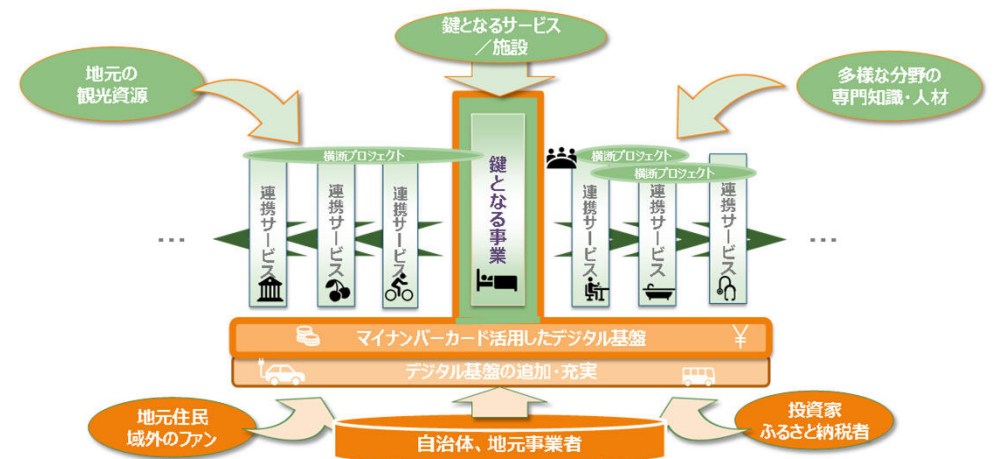 鍵となるサービス
／施設
地元の
観光資源
多様な分野の
専門知識・人材
横断プロジェクト
横断プロジェクト
横断プロジェクト
連携サービス
連携サービス
連携サービス
鍵となる事業
連携サービス
連携サービス
連携サービス
…
…
マイナンバーカード活用したデジタル基盤
¥
デジタル基盤の追加・充実
地元住民
域外のファン
自治体、地元事業者
投資家
ふるさと納税者